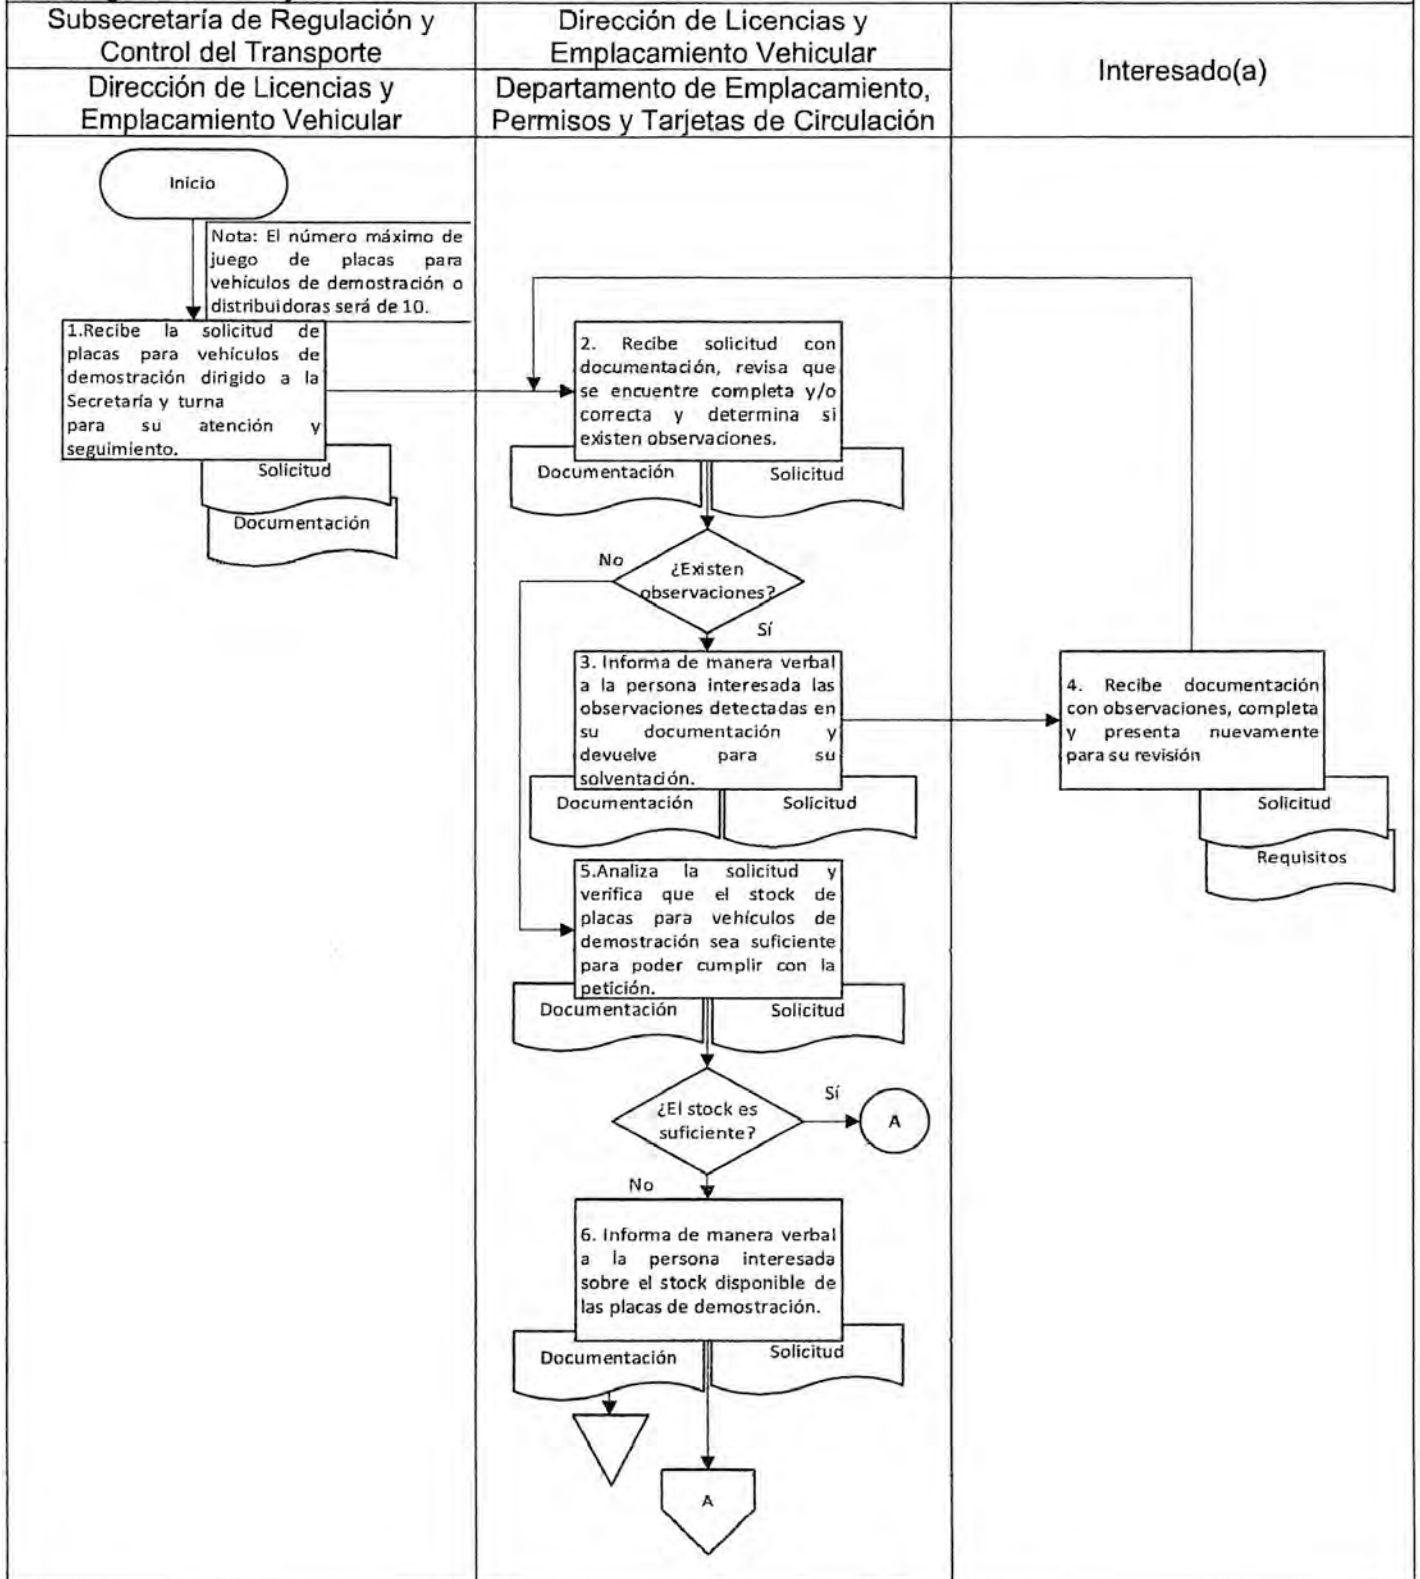 Subsecretaría de Regulación y
Control del Transporte
Dirección de Licencias y
Emplacamiento Vehicular
Dirección de Licencias y
Emplacamiento Vehicular
Departamento de Emplacamiento,
Permisos y Tarjetas de Circulación
Interesado(a)
Inicio
Nota: El número máximo de
juego de placas para
vehículos de demostración o
distribuidoras será de 10.
1.Recibe la solicitud de
placas para vehículos de
demostración dirigido a la
Secretaría y turna
para su atención y
seguimiento.
Solicitud
Documentación
2. Recibe solicitud con
documentación, revisa que
se encuentre completa y/o
correcta y determina si
existen observaciones.
Documentación
Solicitud
¿Existen
observaciones?
No
Sí
3. Informa de manera verbal
a la persona interesada las
observaciones detectadas en
su documentación y
devuelve para su
solventación.
Documentación
Solicitud
4. Recibe documentación
con observaciones, completa
y presenta nuevamente
para su revisión
Solicitud
Requisitos
5.Analiza la solicitud y
verifica que el stock de
placas para vehículos de
demostración sea suficiente
para poder cumplir con la
petición.
Documentación
Solicitud
¿El stock es
suficiente?
Sí
A
No
6. Informa de manera verbal
a la persona interesada
sobre el stock disponible de
las placas de demostración.
Documentación
Solicitud
A